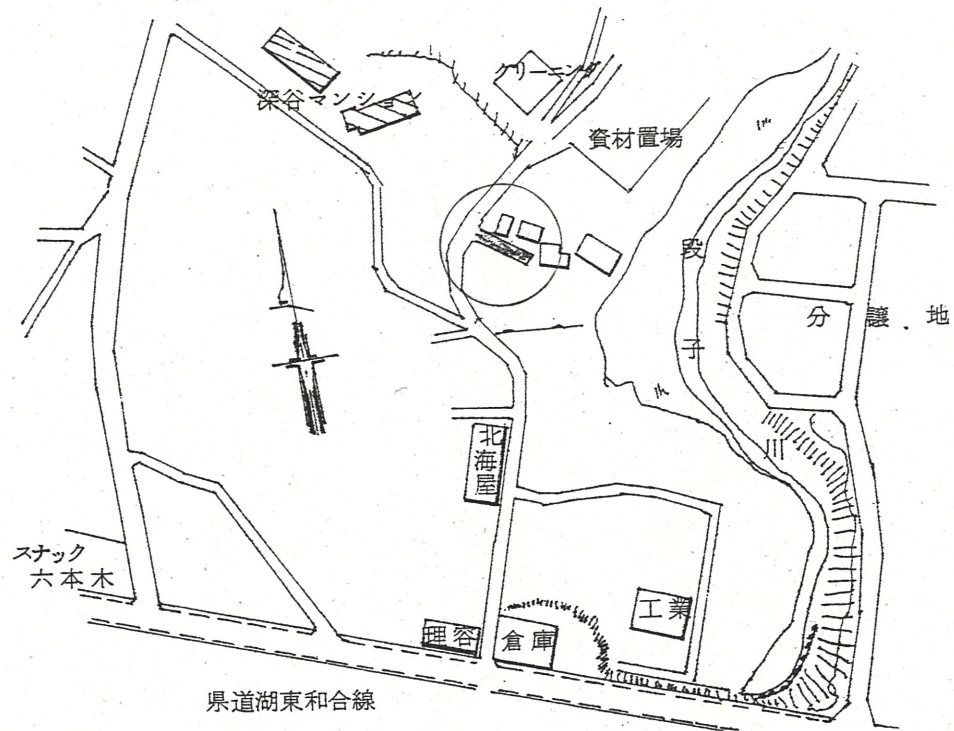 クリーニング
深谷マンション
資材置場
段子川
分譲地
北海屋
スナック
六本木
工業
理容
倉庫
県道湖東和合線